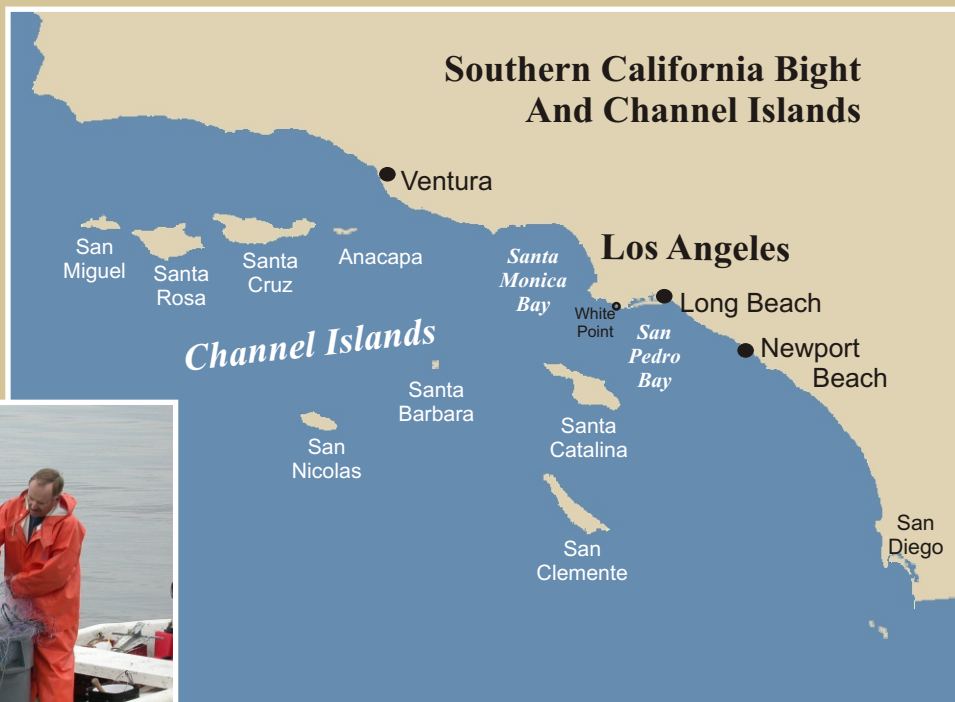 Southern California Bight
And Channel Islands
Ventura
San
Miguel
Santa
Rosa
Santa
Cruz
Anacapa
Santa
Monica
Bay
Los Angeles
White
Point
Long Beach
San
Pedro
Bay
Newport
Beach
Channel Islands
Santa
Barbara
San
Nicolas
Santa
Catalina
San
Clemente
San
Diego